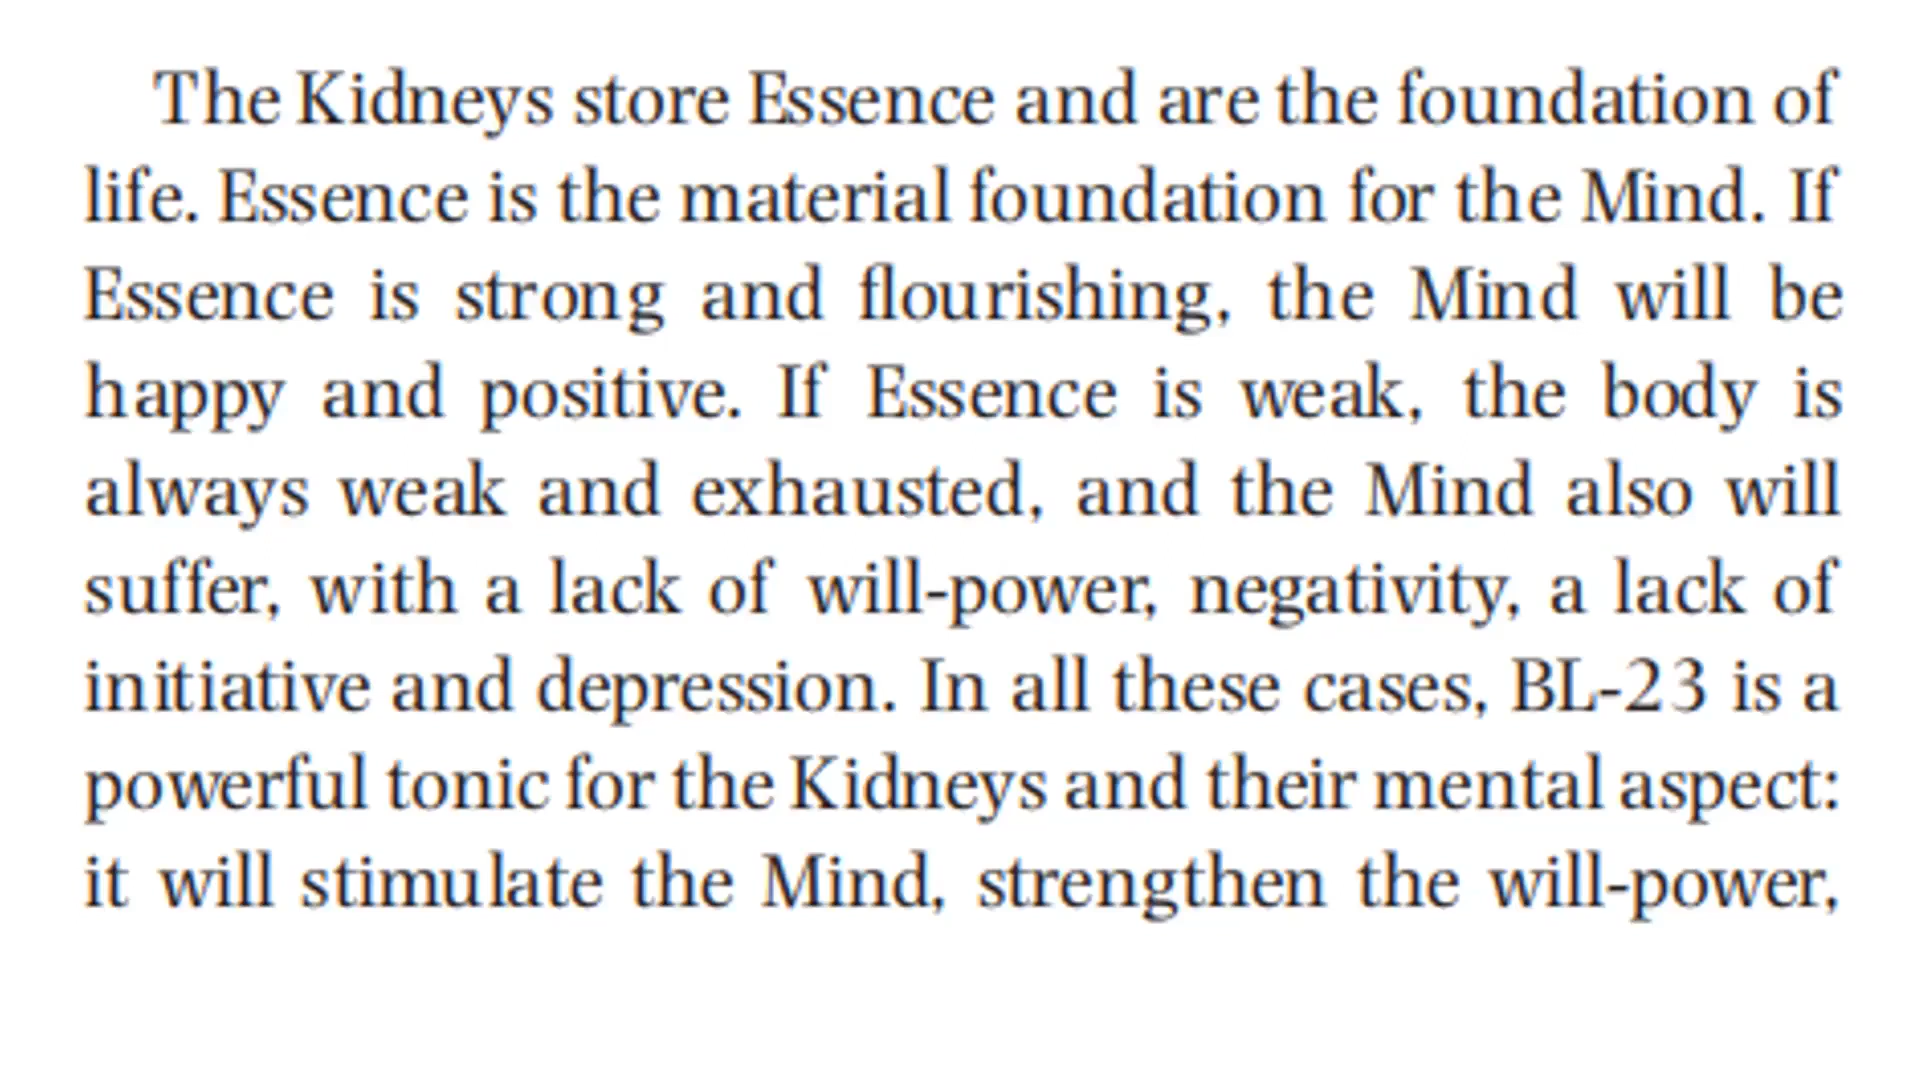 The Kidneys store Essence and are the foundation of
life. Essence is the material foundation for the Mind. If
Essence is strong and flourishing, the Mind will be
happy and positive. If Essence is weak, the body is
always weak and exhausted, and the Mind also will
suffer, with a lack of will-power, negativity, a lack of
initiative and depression. In all these cases, BL-23 is a
powerful tonic for the Kidneys and their mental aspect:
it will stimulate the Mind, strengthen the will-power,